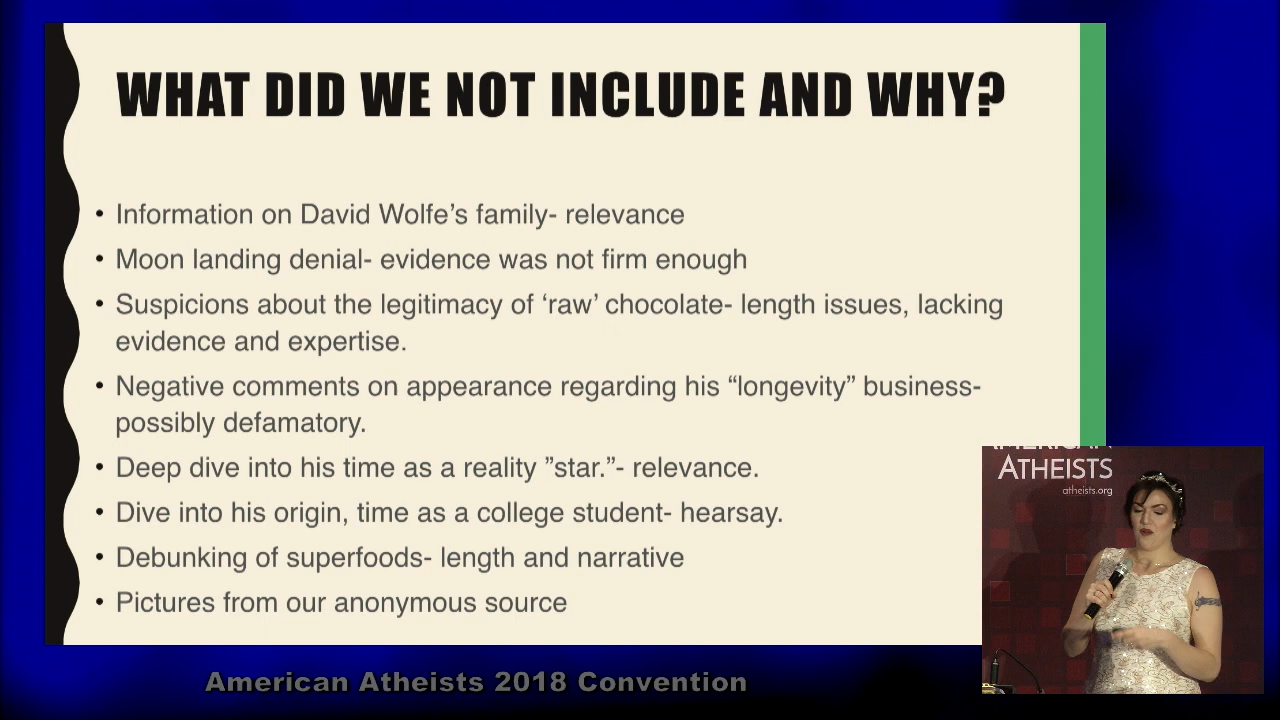 WHAT DID WE NOT INCLUDE AND WHY?
• Information on David Wolfe’s family- relevance
• Moon landing denial- evidence was not firm enough
• Suspicions about the legitimacy of ‘raw’ chocolate- length issues, lacking
evidence and expertise.
• Negative comments on appearance regarding his “longevity” business-
possibly defamatory.
• Deep dive into his time as a reality ”star.”- relevance.
• Dive into his origin, time as a college student- hearsay.
• Debunking of superfoods- length and narrative
• Pictures from our anonymous source
AMERICAN
ATHEISTS
atheists.org
American Atheists 2018 Convention